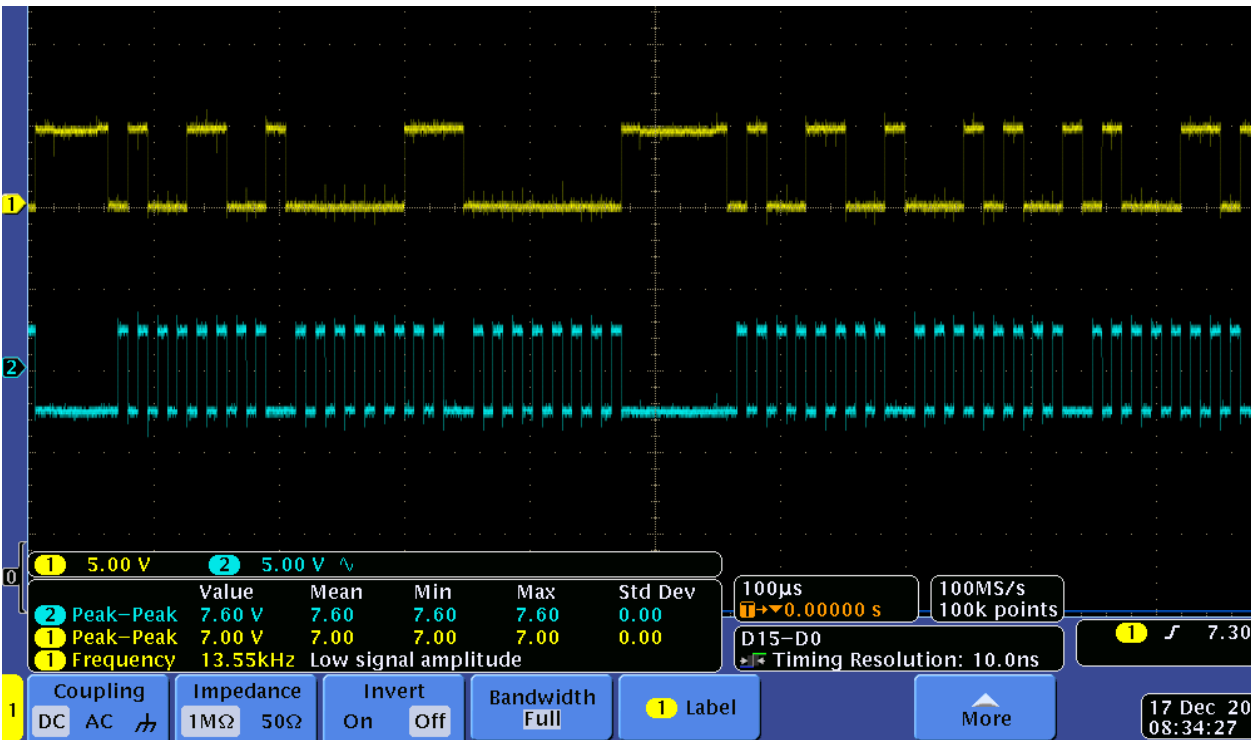 1
2
0
1 5.00 V 2 5.00 V ∿
Value Mean Min Max Std Dev
2 Peak−Peak 7.60 V 7.60 7.60 7.60 0.00
1 Peak−Peak 7.00 V 7.00 7.00 7.00 0.00
1 Frequency 13.55kHz Low signal amplitude
100µs
T→▼0.00000 s
100MS/s
100k points
D15−D0
Timing Resolution: 10.0ns
1 7.30
1
Coupling
DC AC
Impedance
1MΩ 50Ω
Invert
On Off
Bandwidth
Full
1 Label
More
17 Dec 20
08:34:27